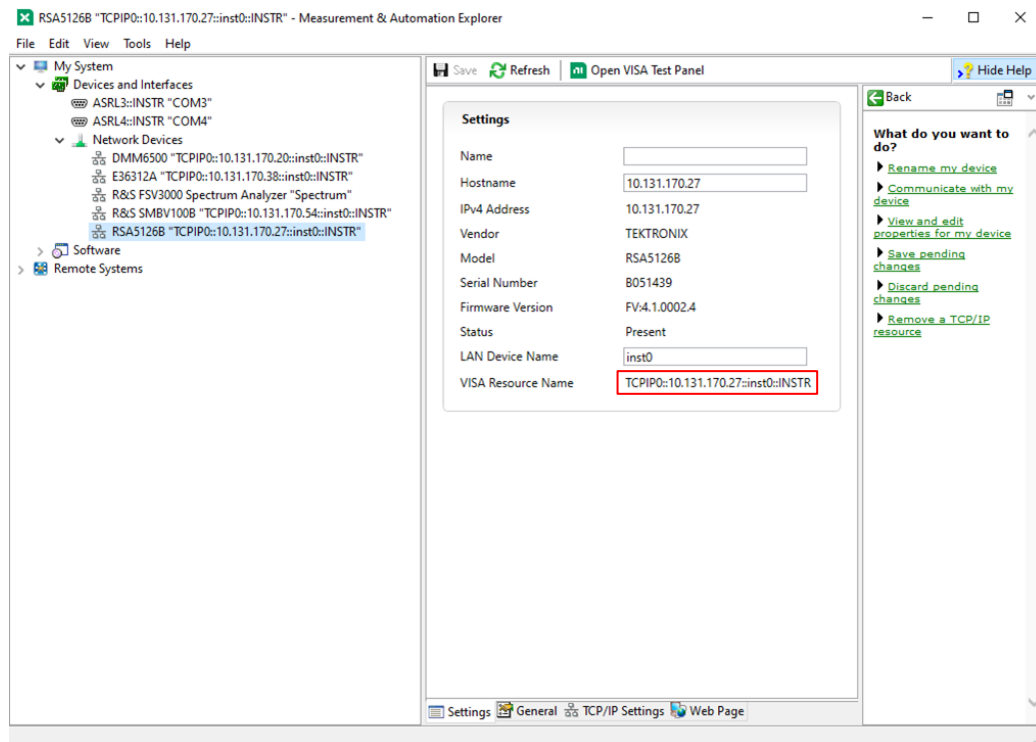 RSA5126B "TCPIP0::10.131.170.27::inst0::INSTR" - Measurement & Automation Explorer
File Edit View Tools Help
My System
Devices and Interfaces
ASRL3::INSTR "COM3"
ASRL4::INSTR "COM4"
Network Devices
DMM6500 "TCPIP0::10.131.170.20::inst0::INSTR"
E36312A "TCPIP0::10.131.170.38::inst0::INSTR"
R&S FSV3000 Spectrum Analyzer "Spectrum"
R&S SMBV100B "TCPIP0::10.131.170.54::inst0::INSTR"
RSA5126B "TCPIP0::10.131.170.27::inst0::INSTR"
Software
Remote Systems
Save Refresh Open VISA Test Panel Hide Help
Settings
Name
Hostname 10.131.170.27
IPv4 Address 10.131.170.27
Vendor TEKTRONIX
Model RSA5126B
Serial Number B051439
Firmware Version FV:4.1.0002.4
Status Present
LAN Device Name inst0
VISA Resource Name TCPIP0::10.131.170.27::inst0::INSTR
Settings General TCP/IP Settings Web Page
Back
What do you want to
do?
Rename my device
Communicate with my
device
View and edit
properties for my device
Save pending
changes
Discard pending
changes
Remove a TCP/IP
resource